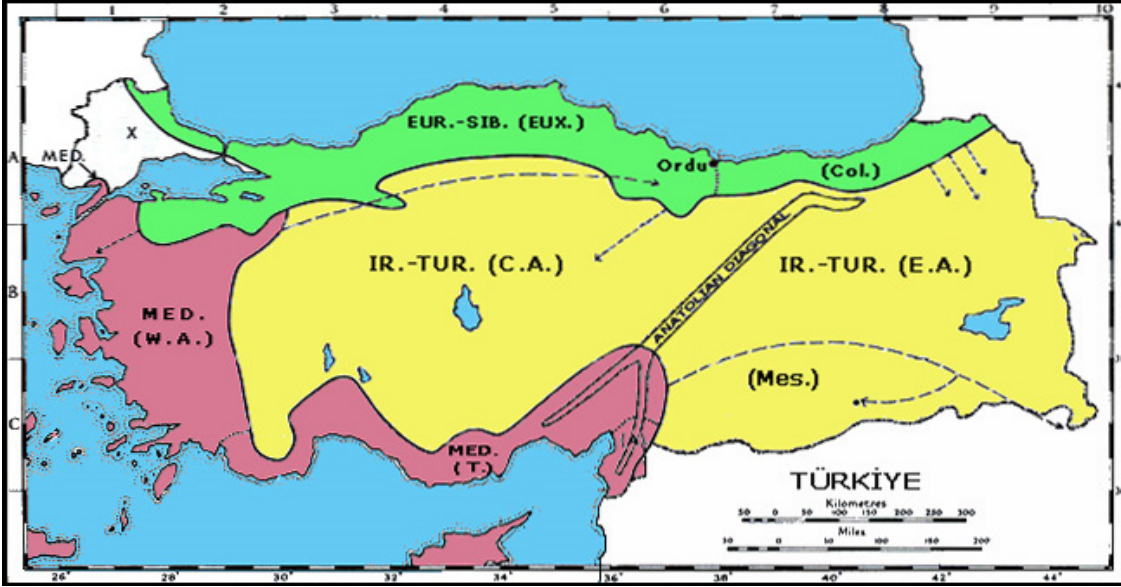 1 2 3 4 5 6 7 8 9 10
X
EUR.-SIB. (EUX.)
MED.
A
Ordu
(Col.)
ANATOLIAN DIAGONAL
IR.-TUR. (C.A.)
IR.-TUR. (E.A.)
B
MED.
(W.A.)
(Mes.)
C
MED.
(T.)
A
TÜRKİYE
Kilometres
50 0 50 100 150 200 250 300
Miles
50 0 50 100 150 200
26° 28° 30° 32° 34° 36° 38° 40° 42° 44°